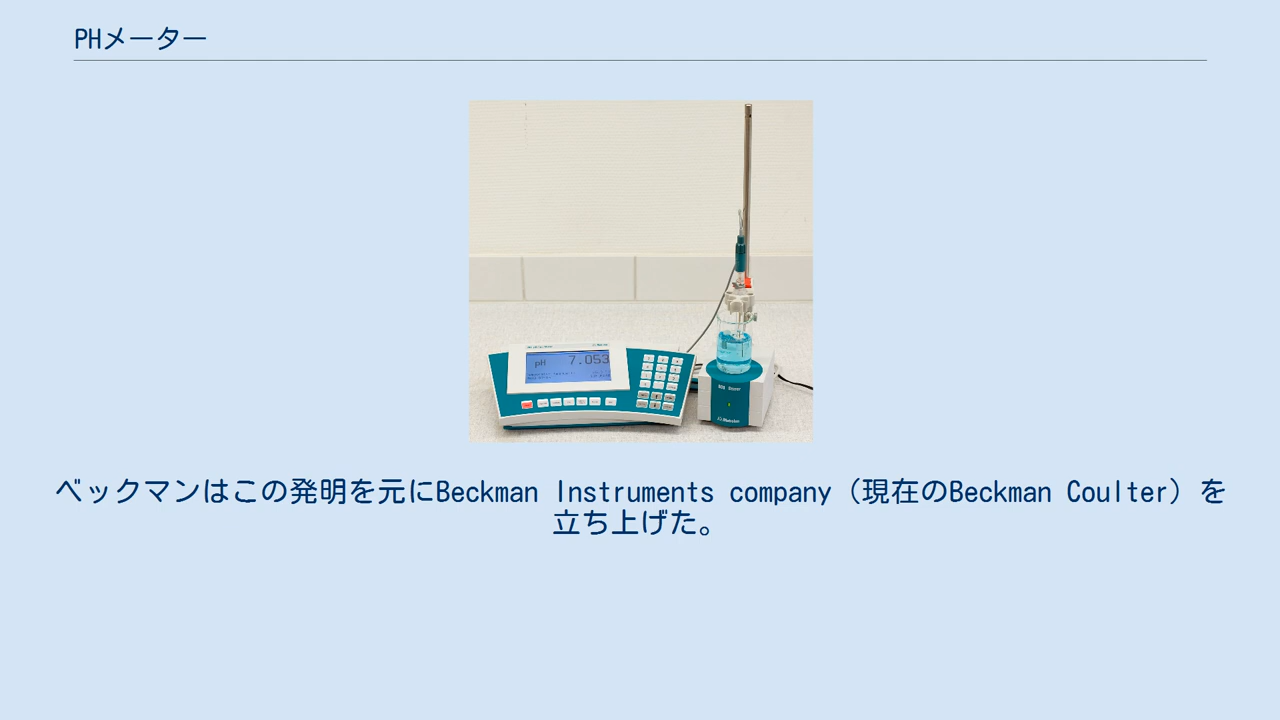 PHメーター
pH 7.053
ベックマンはこの発明を元にBeckman Instruments company（現在のBeckman Coulter）を
立ち上げた。